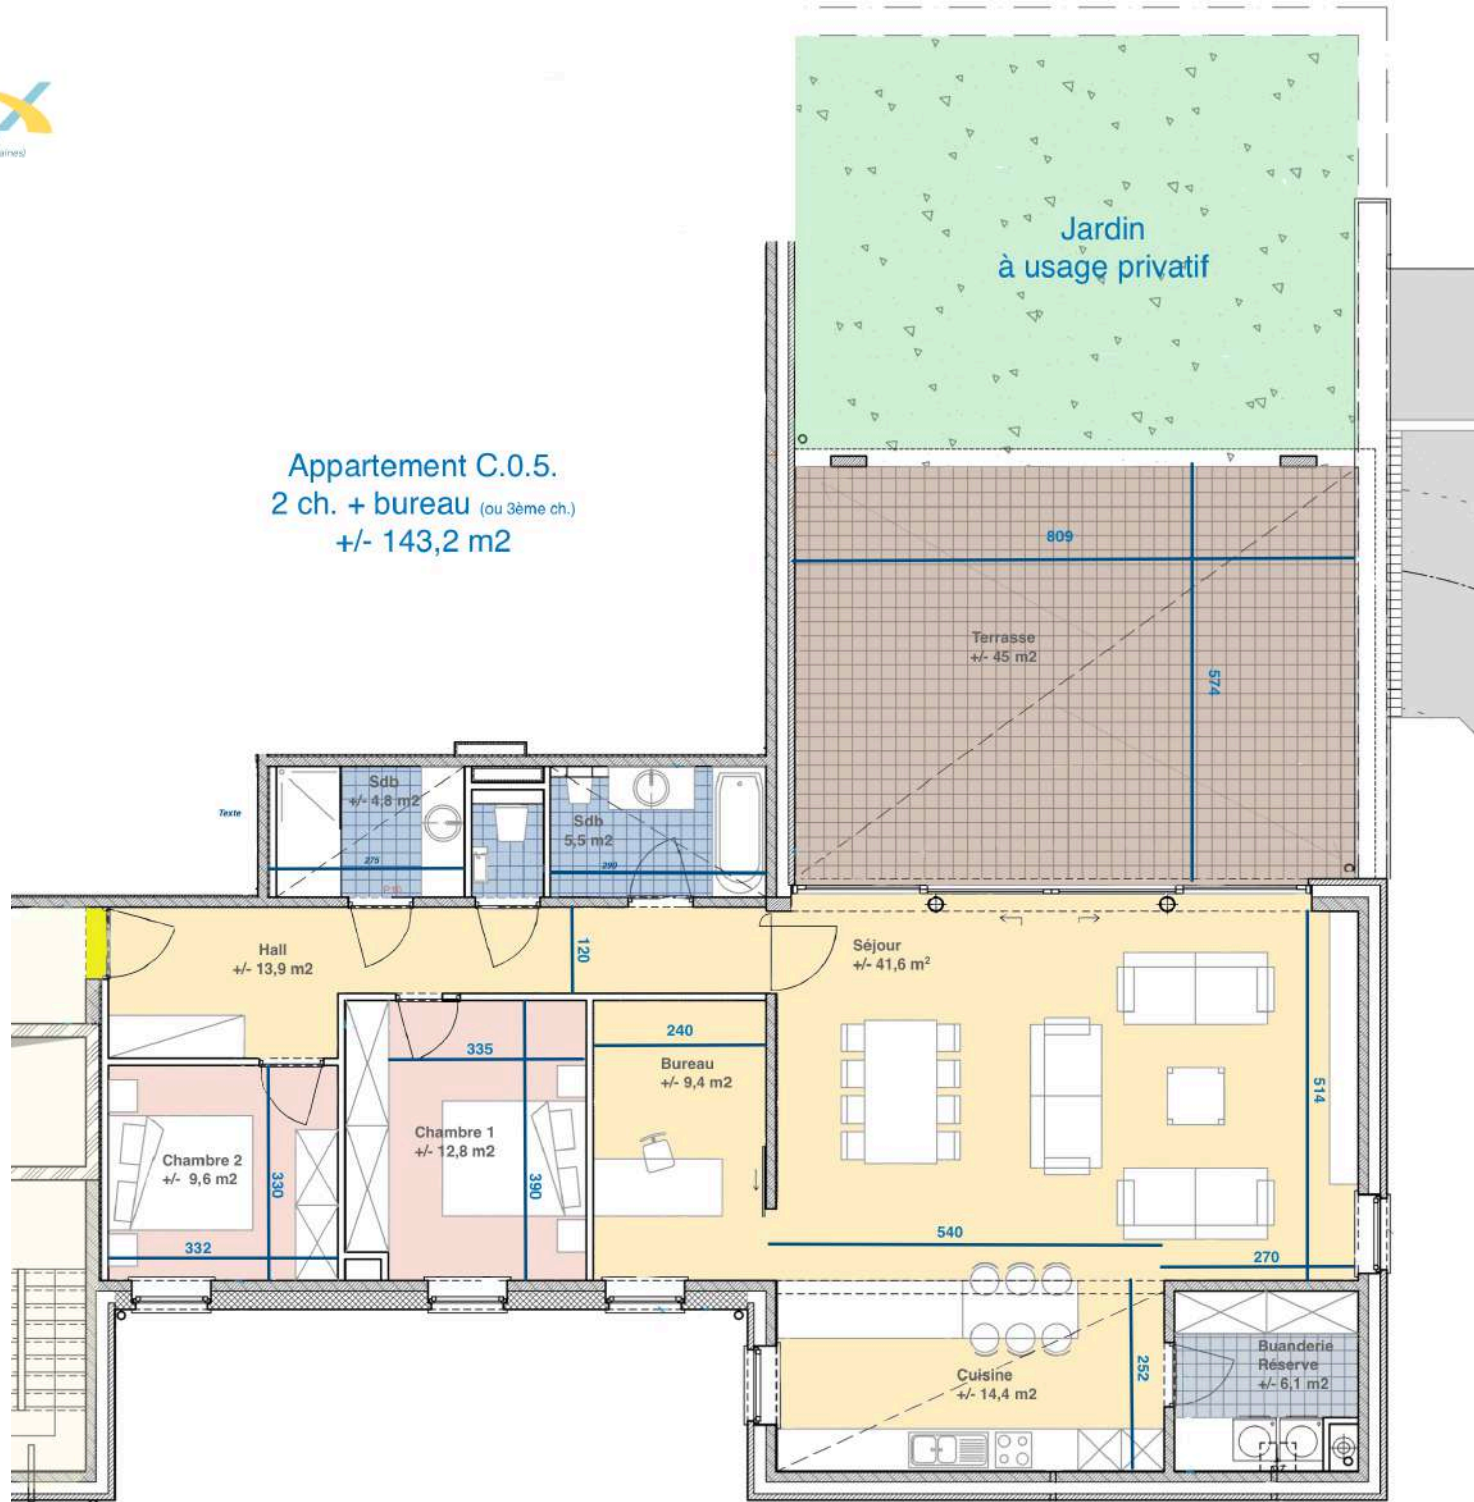 aines)
Jardin
à usage privatif
Appartement C.0.5.
2 ch. + bureau (ou 3ème ch.)
+/- 143,2 m2
809
Terrasse
+/- 45 m2
574
Texte
Sdb
+/- 4,8 m2
275
Sdb
5,5 m2
290
Hall
+/- 13,9 m2
120
Séjour
+/- 41,6 m²
335
240
Bureau
+/- 9,4 m2
514
Chambre 1
+/- 12,8 m2
390
Chambre 2
+/- 9,6 m2
330
332
540
270
Cuisine
+/- 14,4 m2
252
Buanderie
Réserve
+/- 6,1 m2